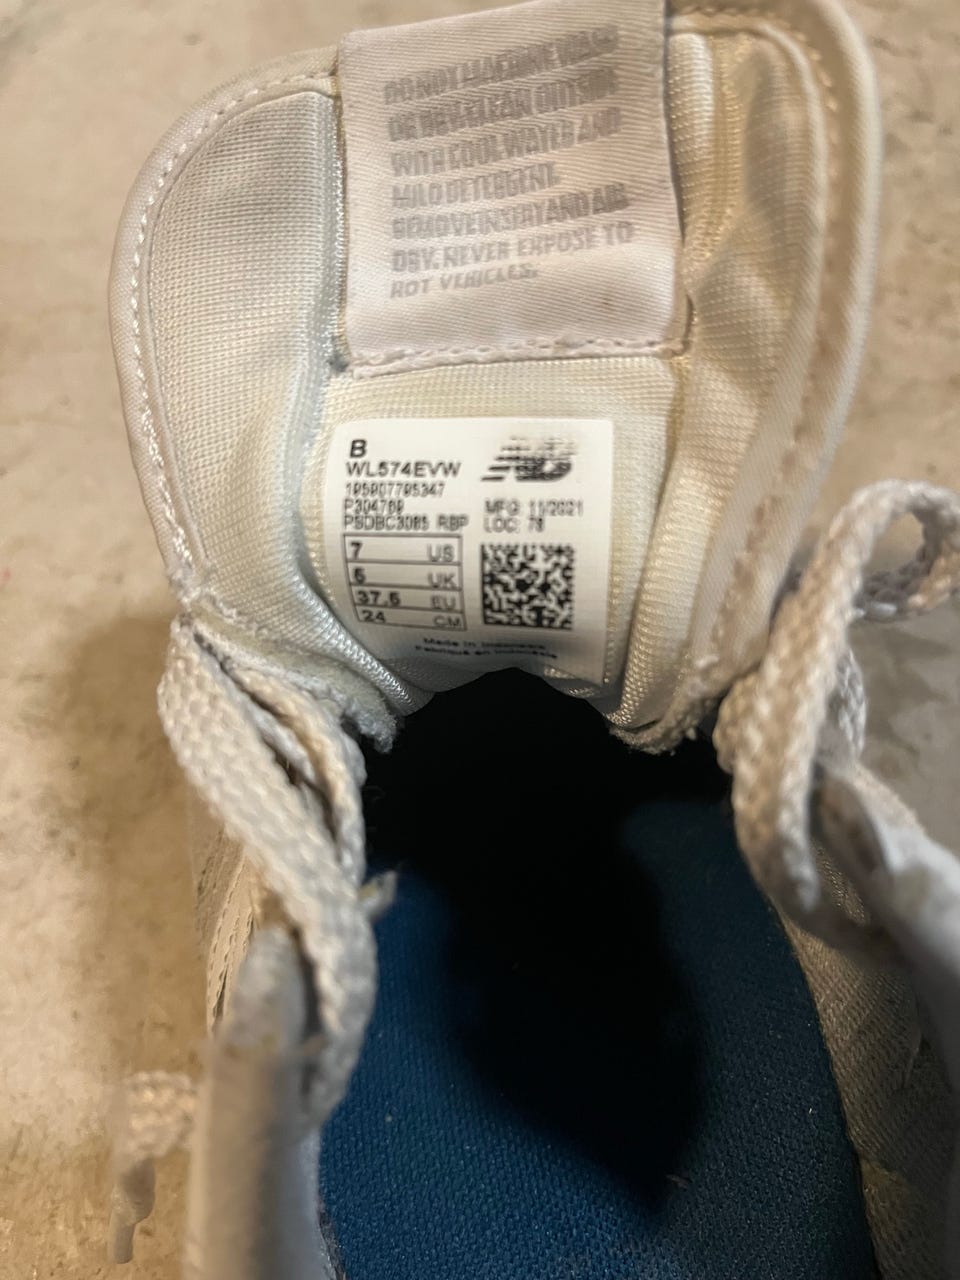 DO NOT MACHINE WASH
OR DRY. CLEAN OUTSIDE
WITH COOL WATER AND
MILD DETERGENT.
REMOVE INSERT AND AIR
DRY. NEVER EXPOSE TO
HOT VEHICLES.
B
WL574EVW
195907795347
P304769
PSDBC3085 RBP
MFG: 11/2021
LOC: 78
7 US
5 UK
37.5 EU
24 CM
Made in Indonesia
Fabriqué en Indonésie